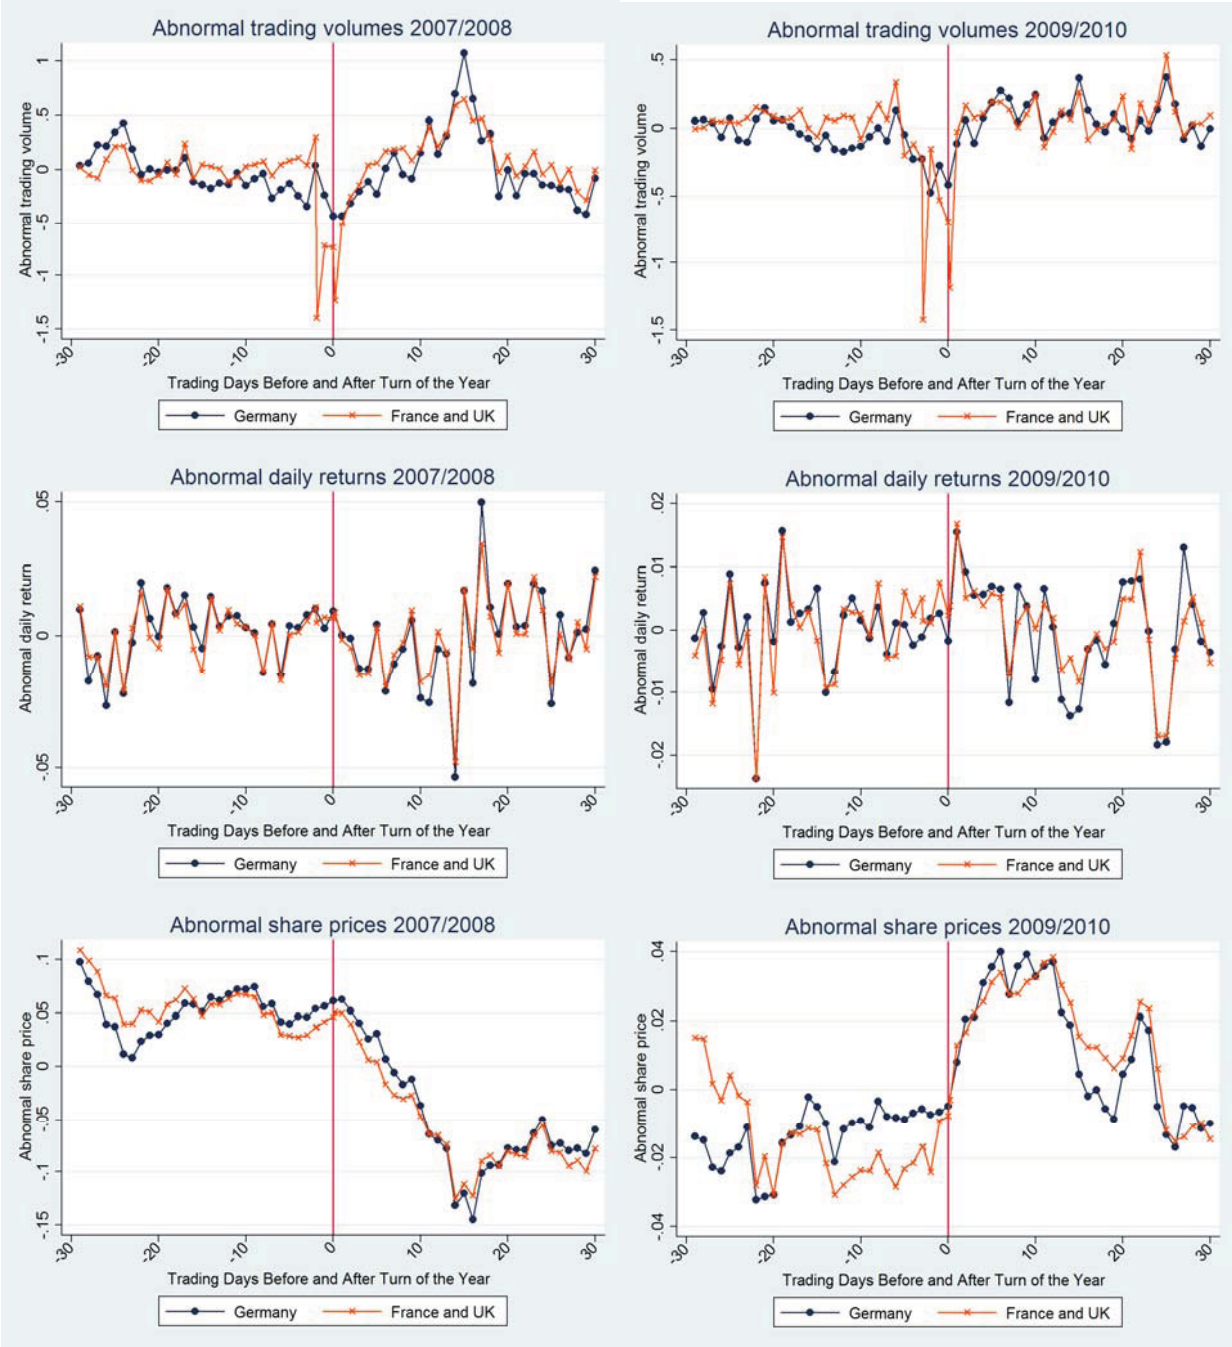 Abnormal trading volumes 2007/2008
Abnormal trading volume
1
.5
0
-.5
-1
-1.5
-30
-20
-10
0
10
20
30
Trading Days Before and After Turn of the Year
Germany
France and UK
Abnormal trading volumes 2009/2010
Abnormal trading volume
.5
0
-.5
-1
-1.5
-30
-20
-10
0
10
20
30
Trading Days Before and After Turn of the Year
Germany
France and UK
Abnormal daily returns 2007/2008
Abnormal daily return
.05
0
-.05
-30
-20
-10
0
10
20
30
Trading Days Before and After Turn of the Year
Germany
France and UK
Abnormal daily returns 2009/2010
Abnormal daily return
.02
.01
0
-.01
-.02
-30
-20
-10
0
10
20
30
Trading Days Before and After Turn of the Year
Germany
France and UK
Abnormal share prices 2007/2008
Abnormal share price
.1
.05
0
-.05
-.1
-.15
-30
-20
-10
0
10
20
30
Trading Days Before and After Turn of the Year
Germany
France and UK
Abnormal share prices 2009/2010
Abnormal share price
.04
.02
0
-.02
-.04
-30
-20
-10
0
10
20
30
Trading Days Before and After Turn of the Year
Germany
France and UK